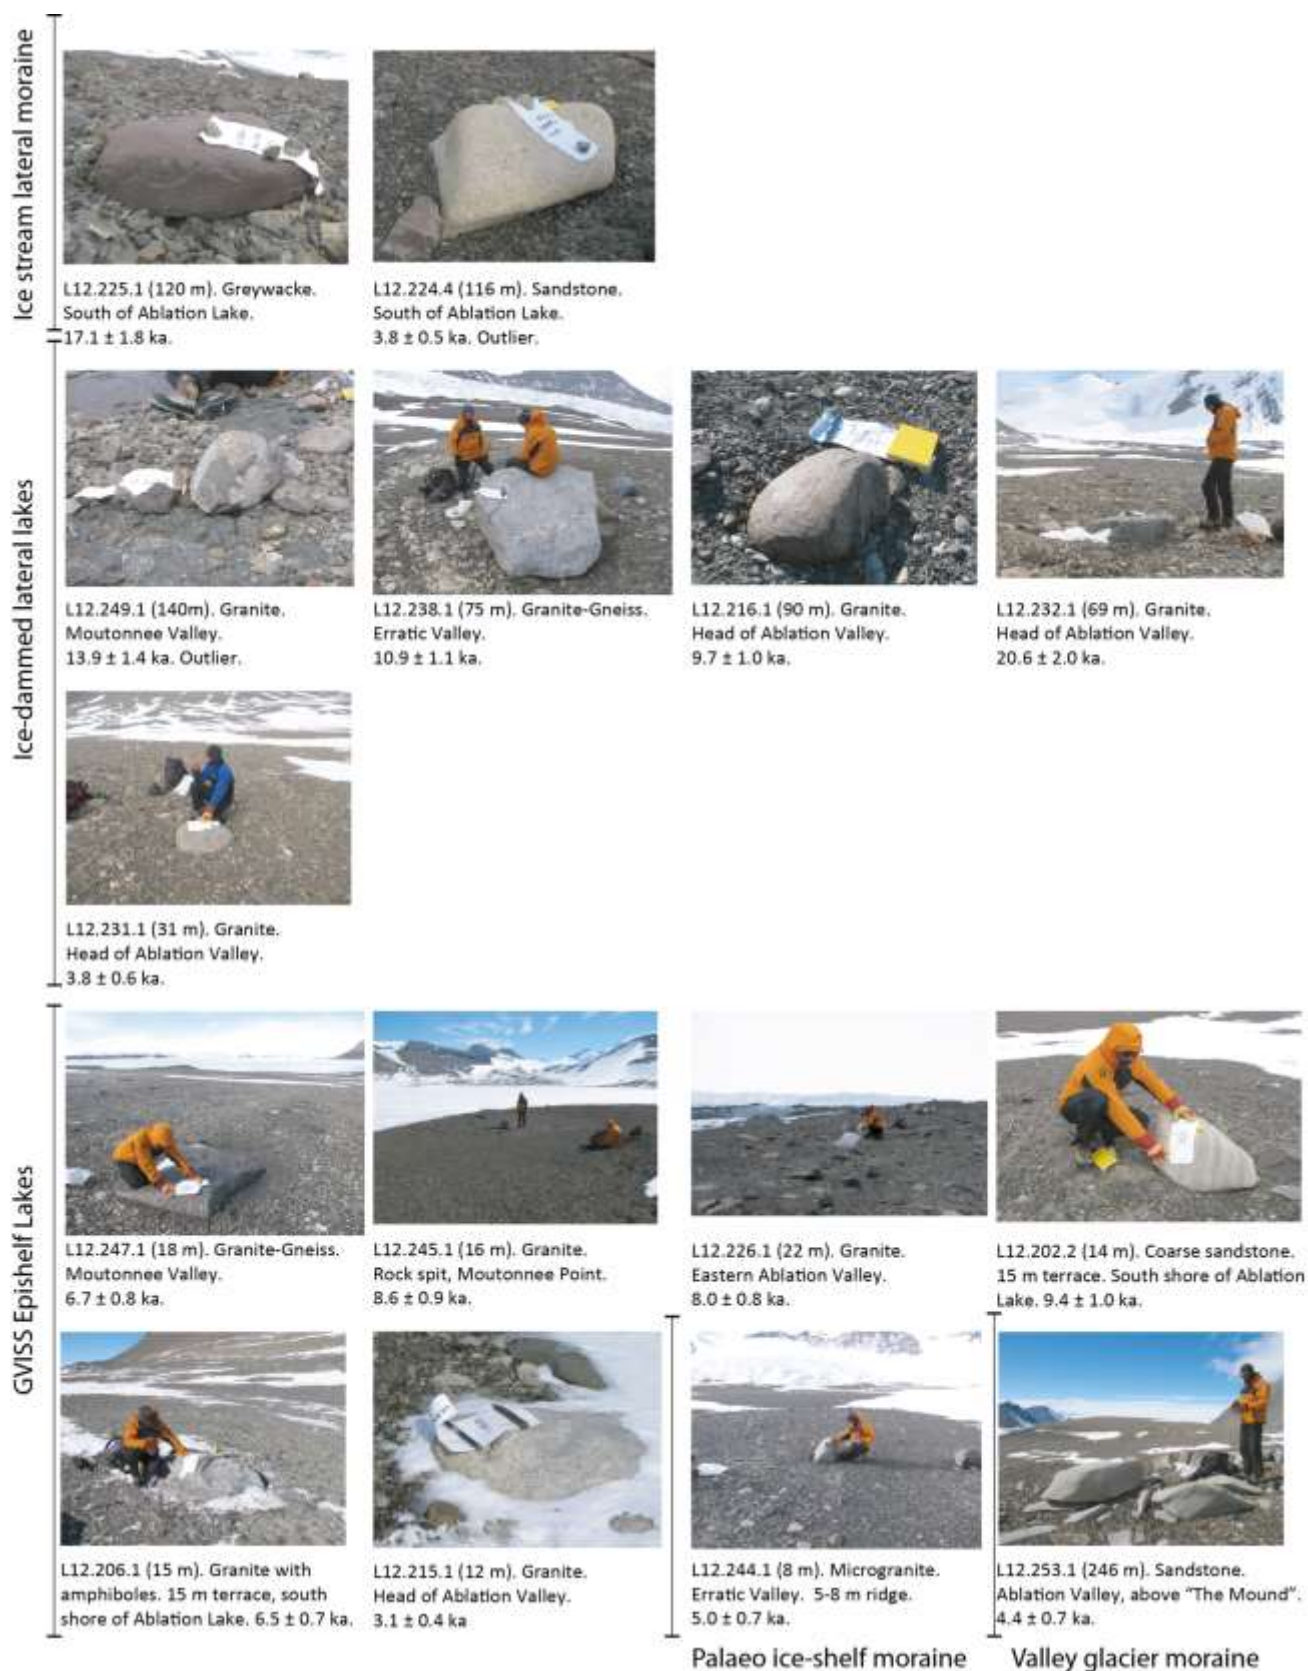 Ice stream lateral moraine
L12.225.1 (120 m). Greywacke.
South of Ablation Lake.
17.1 ± 1.8 ka.
L12.224.4 (116 m). Sandstone.
South of Ablation Lake.
3.8 ± 0.5 ka. Outlier.
Ice-dammed lateral lakes
L12.249.1 (140m). Granite.
Moutonnee Valley.
13.9 ± 1.4 ka. Outlier.
L12.238.1 (75 m). Granite-Gneiss.
Erratic Valley.
10.9 ± 1.1 ka.
L12.216.1 (90 m). Granite.
Head of Ablation Valley.
9.7 ± 1.0 ka.
L12.232.1 (69 m). Granite.
Head of Ablation Valley.
20.6 ± 2.0 ka.
L12.231.1 (31 m). Granite.
Head of Ablation Valley.
3.8 ± 0.6 ka.
GVISS Epishelf Lakes
L12.247.1 (18 m). Granite-Gneiss.
Moutonnee Valley.
6.7 ± 0.8 ka.
L12.245.1 (16 m). Granite.
Rock spit, Moutonnee Point.
8.6 ± 0.9 ka.
L12.226.1 (22 m). Granite.
Eastern Ablation Valley.
8.0 ± 0.8 ka.
L12.202.2 (14 m). Coarse sandstone.
15 m terrace. South shore of Ablation
Lake. 9.4 ± 1.0 ka.
L12.206.1 (15 m). Granite with
amphiboles. 15 m terrace, south
shore of Ablation Lake. 6.5 ± 0.7 ka.
L12.215.1 (12 m). Granite.
Head of Ablation Valley.
3.1 ± 0.4 ka
L12.244.1 (8 m). Microgranite.
Erratic Valley. 5-8 m ridge.
5.0 ± 0.7 ka.
L12.253.1 (246 m). Sandstone.
Ablation Valley, above "The Mound".
4.4 ± 0.7 ka.
Palaeo ice-shelf moraine
Valley glacier moraine